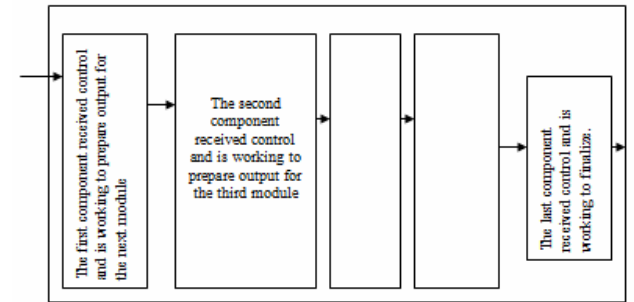 The first component received control
and is working to prepare output for
the next module
The second
component
received control
and is working to
prepare output for
the third module
The last component
received control and is
working to finalize.